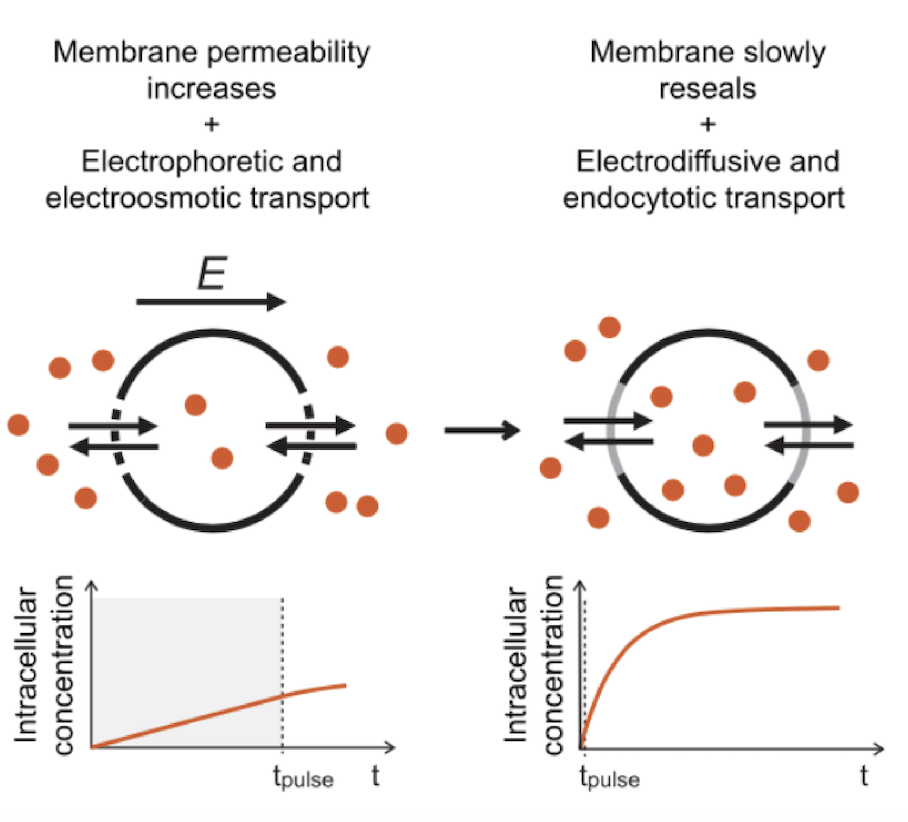 Membrane permeability
increases
+
Electrophoretic and
electroosmotic transport
Membrane slowly
reseals
+
Electrodiffusive and
endocytotic transport
E
Intracellular
concentration
tpulse
t
Intracellular
concentration
tpulse
t